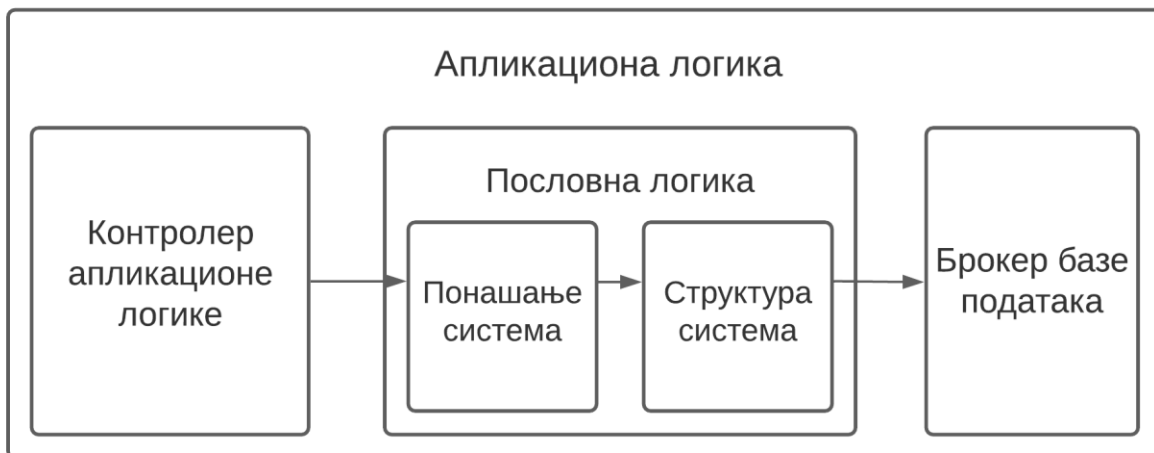 Апликациона логика
Контролер
апликационе
логике
Пословна логика
Понашање
система
Структура
система
Брокер базе
података